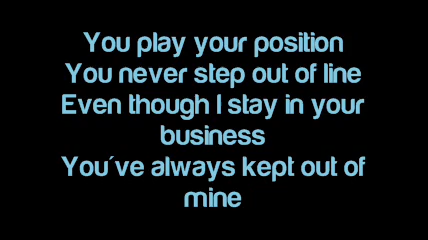 You play your position
You never step out of line
Even though I stay in your
business
You´ve always kept out of
mine